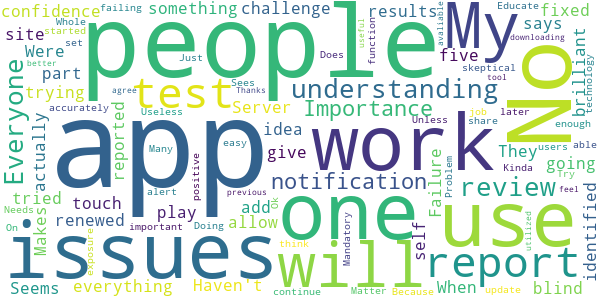 confidence
something
challenge
results
Whole
failing
Educate
useful
available
fixed
site
Were
set
started
Just
Does
function
says
skeptical
downloading
people
My
No
brilliant
technology
part
better
Sees
five
tool
trying
accurately
agree
Thanks
test
understanding
Server
Importance
Unless
job
later
enough
Everyone
actually
reported
Useless
Many
easy
idea
give
share
users
able
app
work
They
going
Kinda
fry
feel
tried
touch
alert
positive
previous
notification
Failure
Problem
review
identified
Needs
Makes
renewed
play
important
Doing
Ok
add
allow
one
self
use
On
issues
exposure
will
Mandatory
report
utilized
Seems
everything
Haven't
think
continue
Matter
Because
When
update
blind